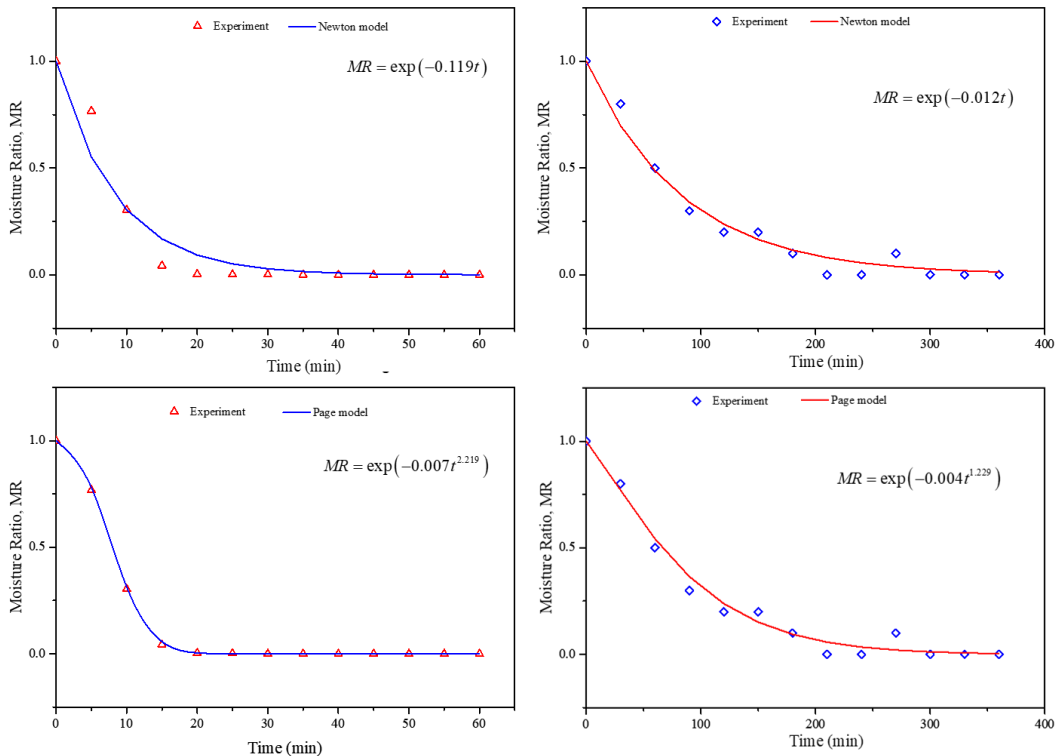 Experiment Newton model
MR = exp(−0.119t)
Moisture Ratio, MR
1.0
0.5
0.0
0 10 20 30 40 50 60
Time (min)
Experiment Newton model
MR = exp(−0.012t)
Moisture Ratio, MR
1.0
0.5
0.0
0 100 200 300 400
Time (min)
Experiment Page model
MR = exp(−0.007t^2.219)
Moisture Ratio, MR
1.0
0.5
0.0
0 10 20 30 40 50 60
Time (min)
Experiment Page model
MR = exp(−0.004t^1.229)
Moisture Ratio, MR
1.0
0.5
0.0
0 100 200 300 400
Time (min)